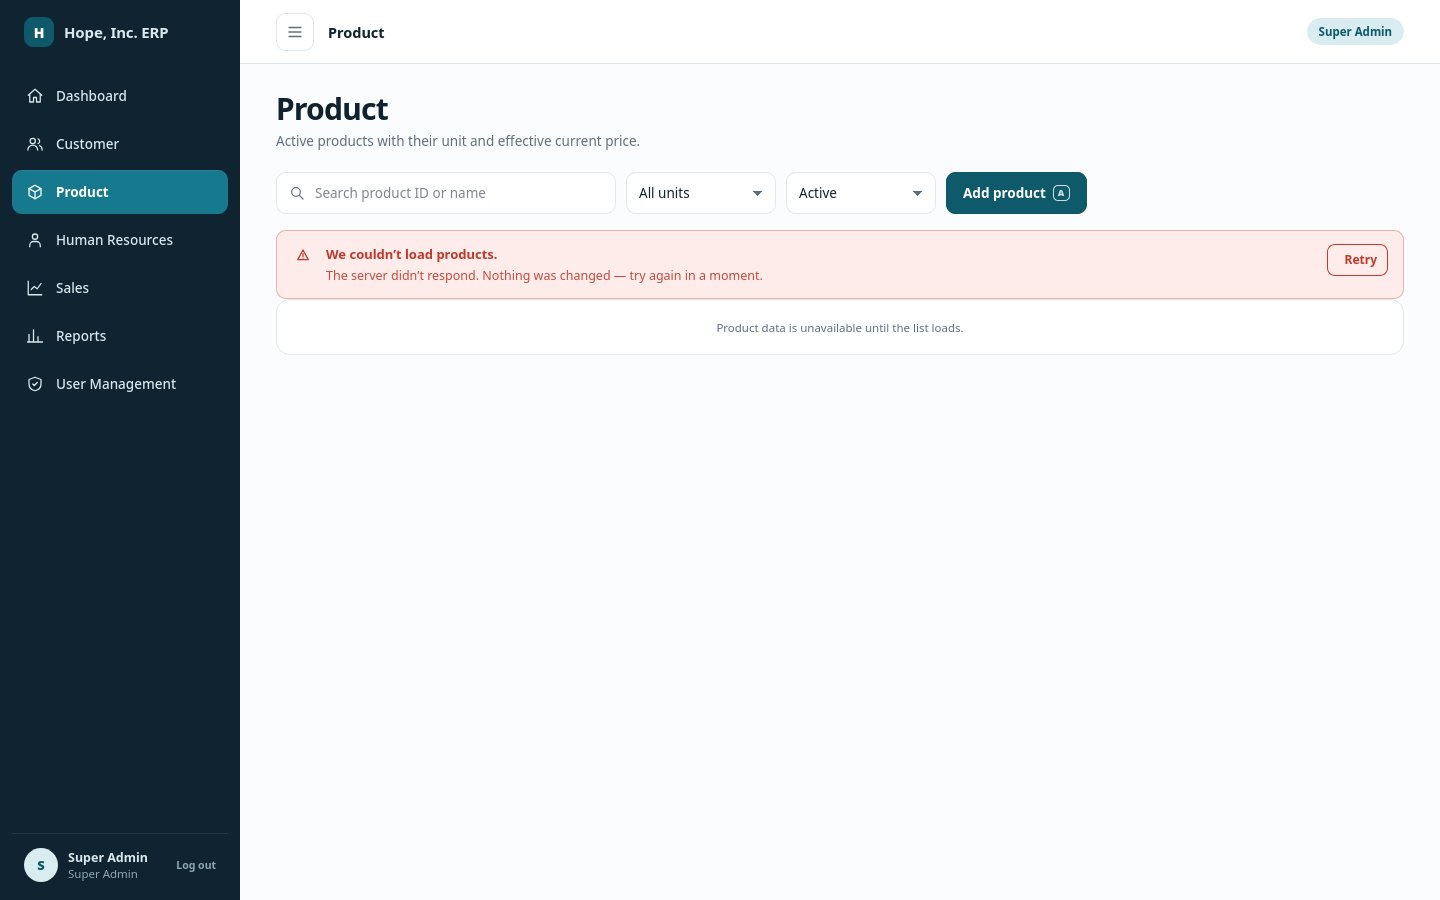 H Hope, Inc. ERP
Dashboard
Customer
Product
Human Resources
Sales
Reports
User Management
S
Super Admin
Super Admin
Log out
Product
Super Admin
Product
Active products with their unit and effective current price.
Search product ID or name
All units
Active
Add product A
We couldn’t load products.
The server didn’t respond. Nothing was changed — try again in a moment.
Retry
Product data is unavailable until the list loads.